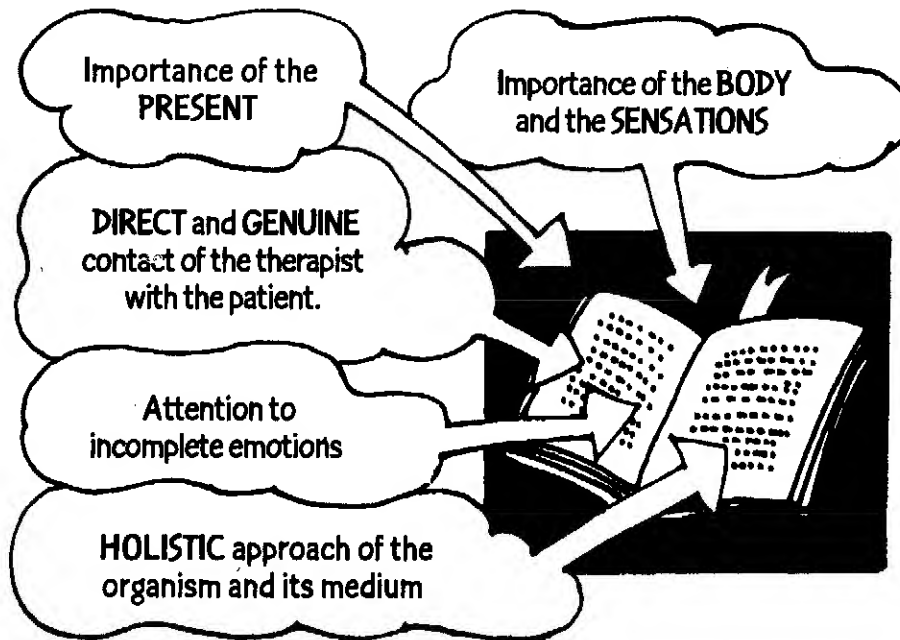 Importance of the
PRESENT
Importance of the BODY
and the SENSATIONS
DIRECT and GENUINE
contact of the therapist
with the patient.
Attention to
incomplete emotions
HOLISTIC approach of the
organism and its medium